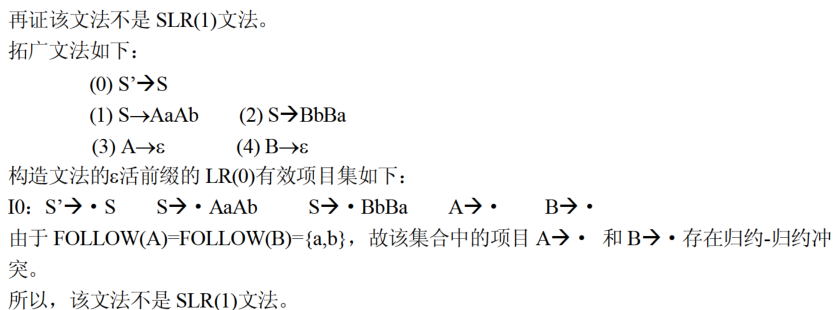 再证该文法不是 SLR(1)文法。
拓广文法如下：
(0) S’→S
(1) S→AaAb (2) S→BbBa
(3) A→ε (4) B→ε
构造文法的ε活前缀的 LR(0)有效项目集如下：
I0：S’→·S S→·AaAb S→·BbBa A→· B→·
由于 FOLLOW(A)=FOLLOW(B)={a,b}，故该集合中的项目 A→· 和 B→·存在归约-归约冲
突。
所以，该文法不是 SLR(1)文法。